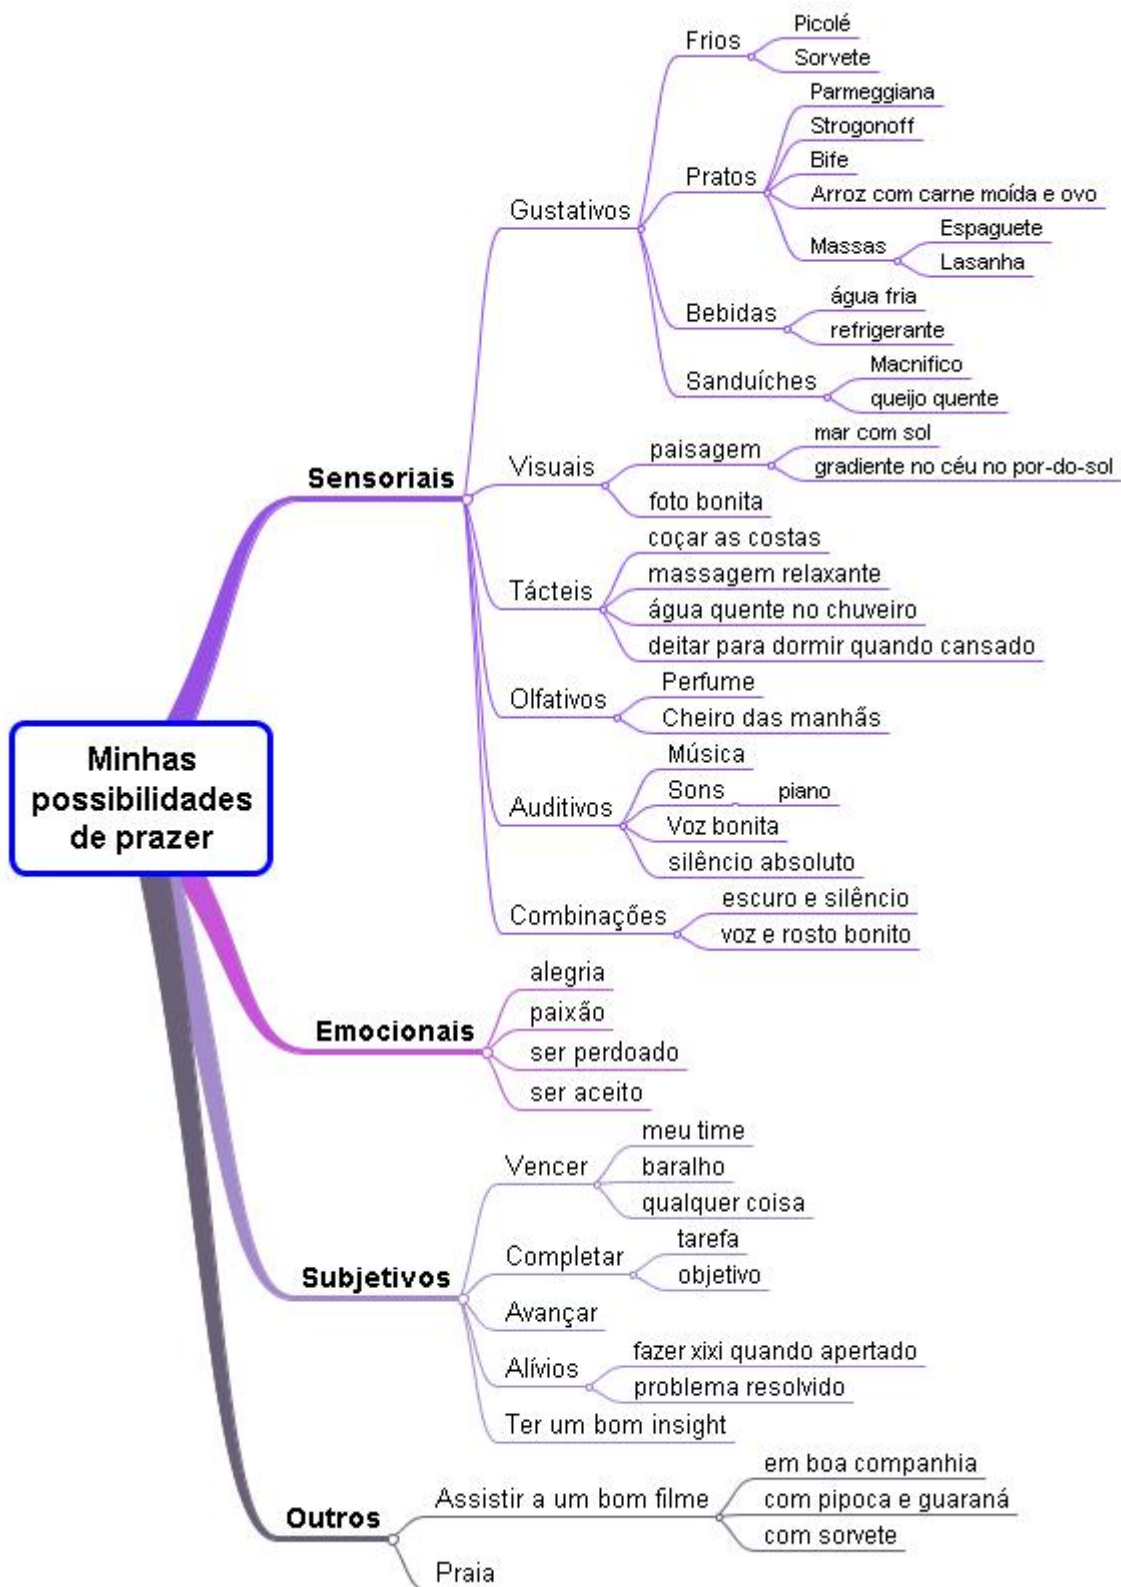 Minhas
possibilidades
de prazer
Sensoriais
Gustativos
Frios
Picolé
Sorvete
Pratos
Parmeggiana
Strogonoff
Bife
Arroz com carne moída e ovo
Massas
Espaguete
Lasanha
Bebidas
água fria
refrigerante
Sanduíches
Macnifico
queijo quente
Visuais
paisagem
mar com sol
gradiente no céu no por-do-sol
foto bonita
Tácteis
coçar as costas
massagem relaxante
água quente no chuveiro
deitar para dormir quando cansado
Olfativos
Perfume
Cheiro das manhãs
Auditivos
Música
Sons
piano
Voz bonita
silêncio absoluto
Combinações
escuro e silêncio
voz e rosto bonito
Emocionais
alegria
paixão
ser perdoado
ser aceito
Subjetivos
Vencer
meu time
baralho
qualquer coisa
Completar
tarefa
objetivo
Avançar
Alívios
fazer xixi quando apertado
problema resolvido
Ter um bom insight
Outros
Assistir a um bom filme
em boa companhia
com pipoca e guaraná
com sorvete
Praia